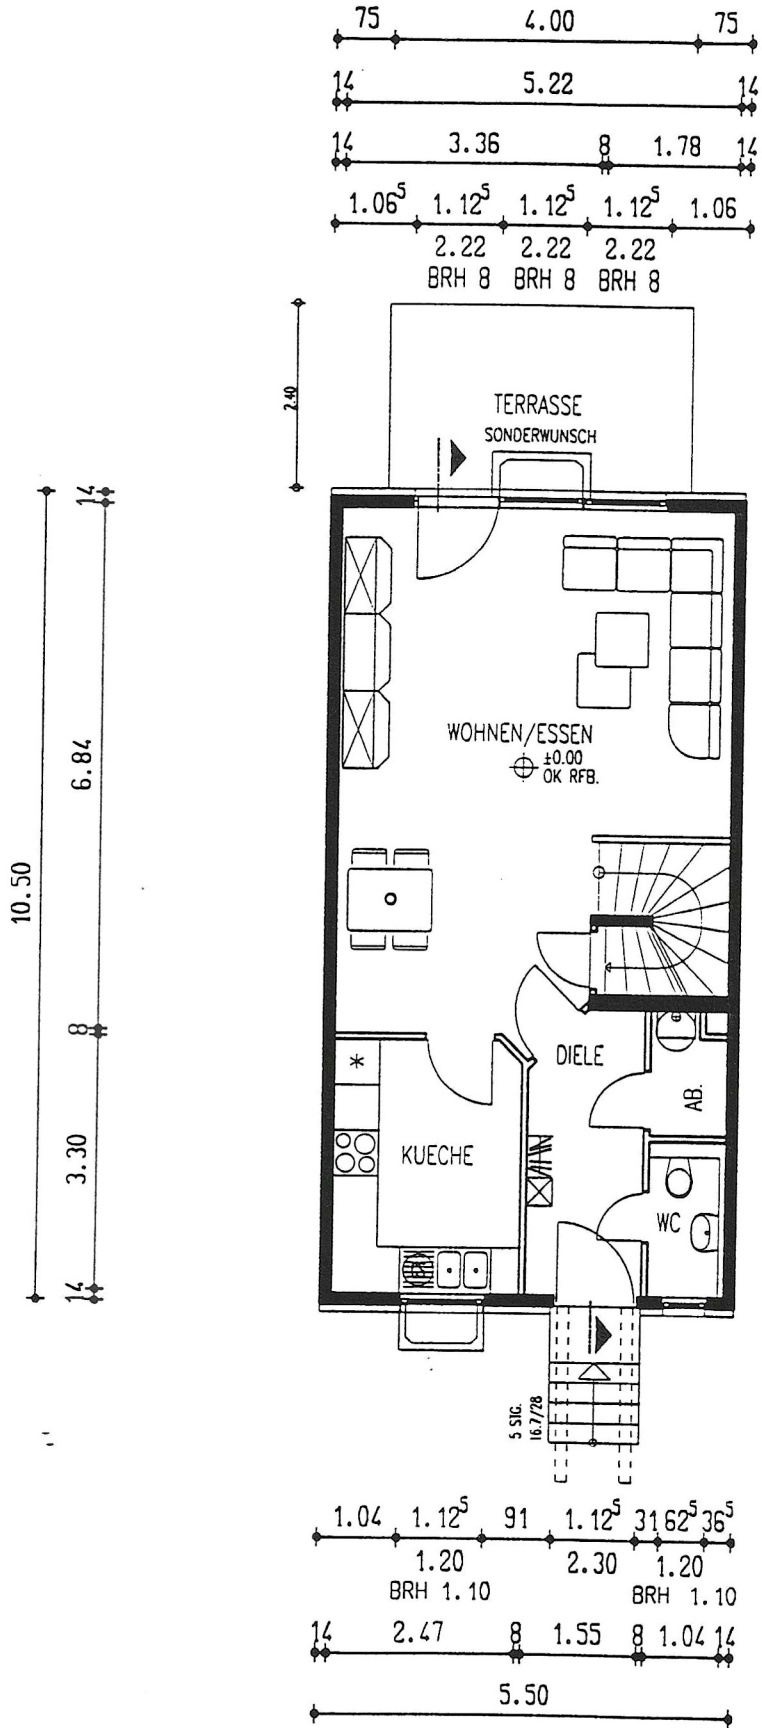 75 4.00 75
14 5.22 14
14 3.36 8 1.78 14
1.06⁵ 1.12⁵ 1.12⁵ 1.12⁵ 1.06
2.22 2.22 2.22
BRH 8 BRH 8 BRH 8
2.40
TERRASSE
SONDERWUNSCH
14
6.84
10.50
8
3.30
14
WOHNEN/ESSEN
±0.00
OK RFB.
DIELE
AB.
*
KUECHE
WC
5 STG.
16.7/28
1.04 1.12⁵ 91 1.12⁵ 31 62⁵ 36⁵
1.20 2.30 1.20
BRH 1.10 BRH 1.10
14 2.47 8 1.55 8 1.04 14
5.50